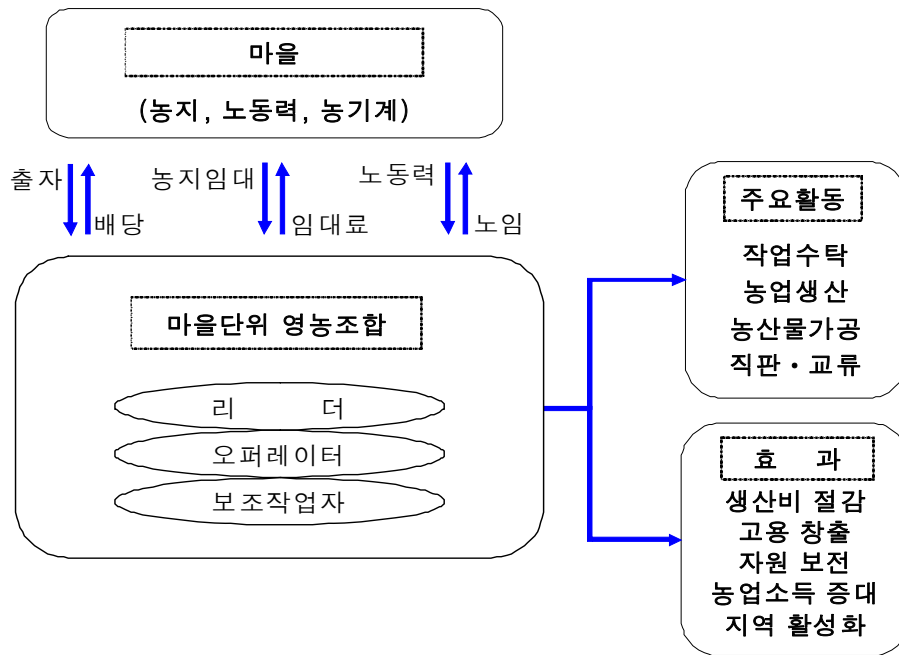 마을
(농지, 노동력, 농기계)
출자
배당
농지임대
임대료
노동력
노임
마을단위 영농조합
리 더
오퍼레이터
보조작업자
주요활동
작업수탁
농업생산
농산물가공
직판·교류
효 과
생산비 절감
고용 창출
자원 보전
농업소득 증대
지역 활성화